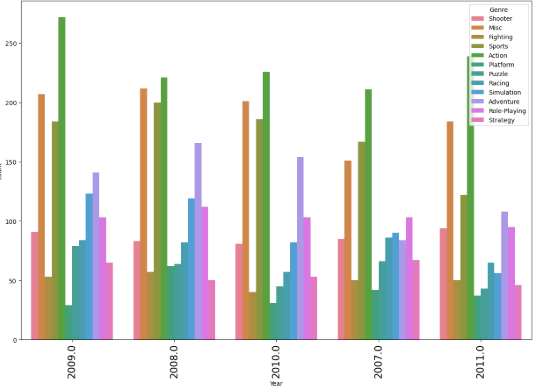 Genre
Shooter
Misc
Fighting
Sports
Action
Platform
Puzzle
Racing
Simulation
Adventure
Role-Playing
Strategy
250
200
150
100
50
0
2009.0
2008.0
2010.0
2007.0
2011.0
Year